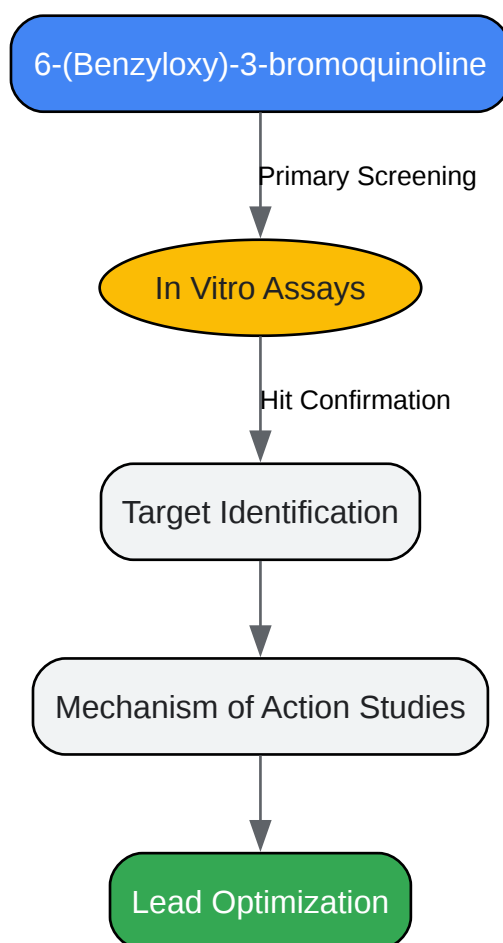 6-(Benzyloxy)-3-bromoquinoline
Primary Screening
In Vitro Assays
Hit Confirmation
Target Identification
Mechanism of Action Studies
Lead Optimization